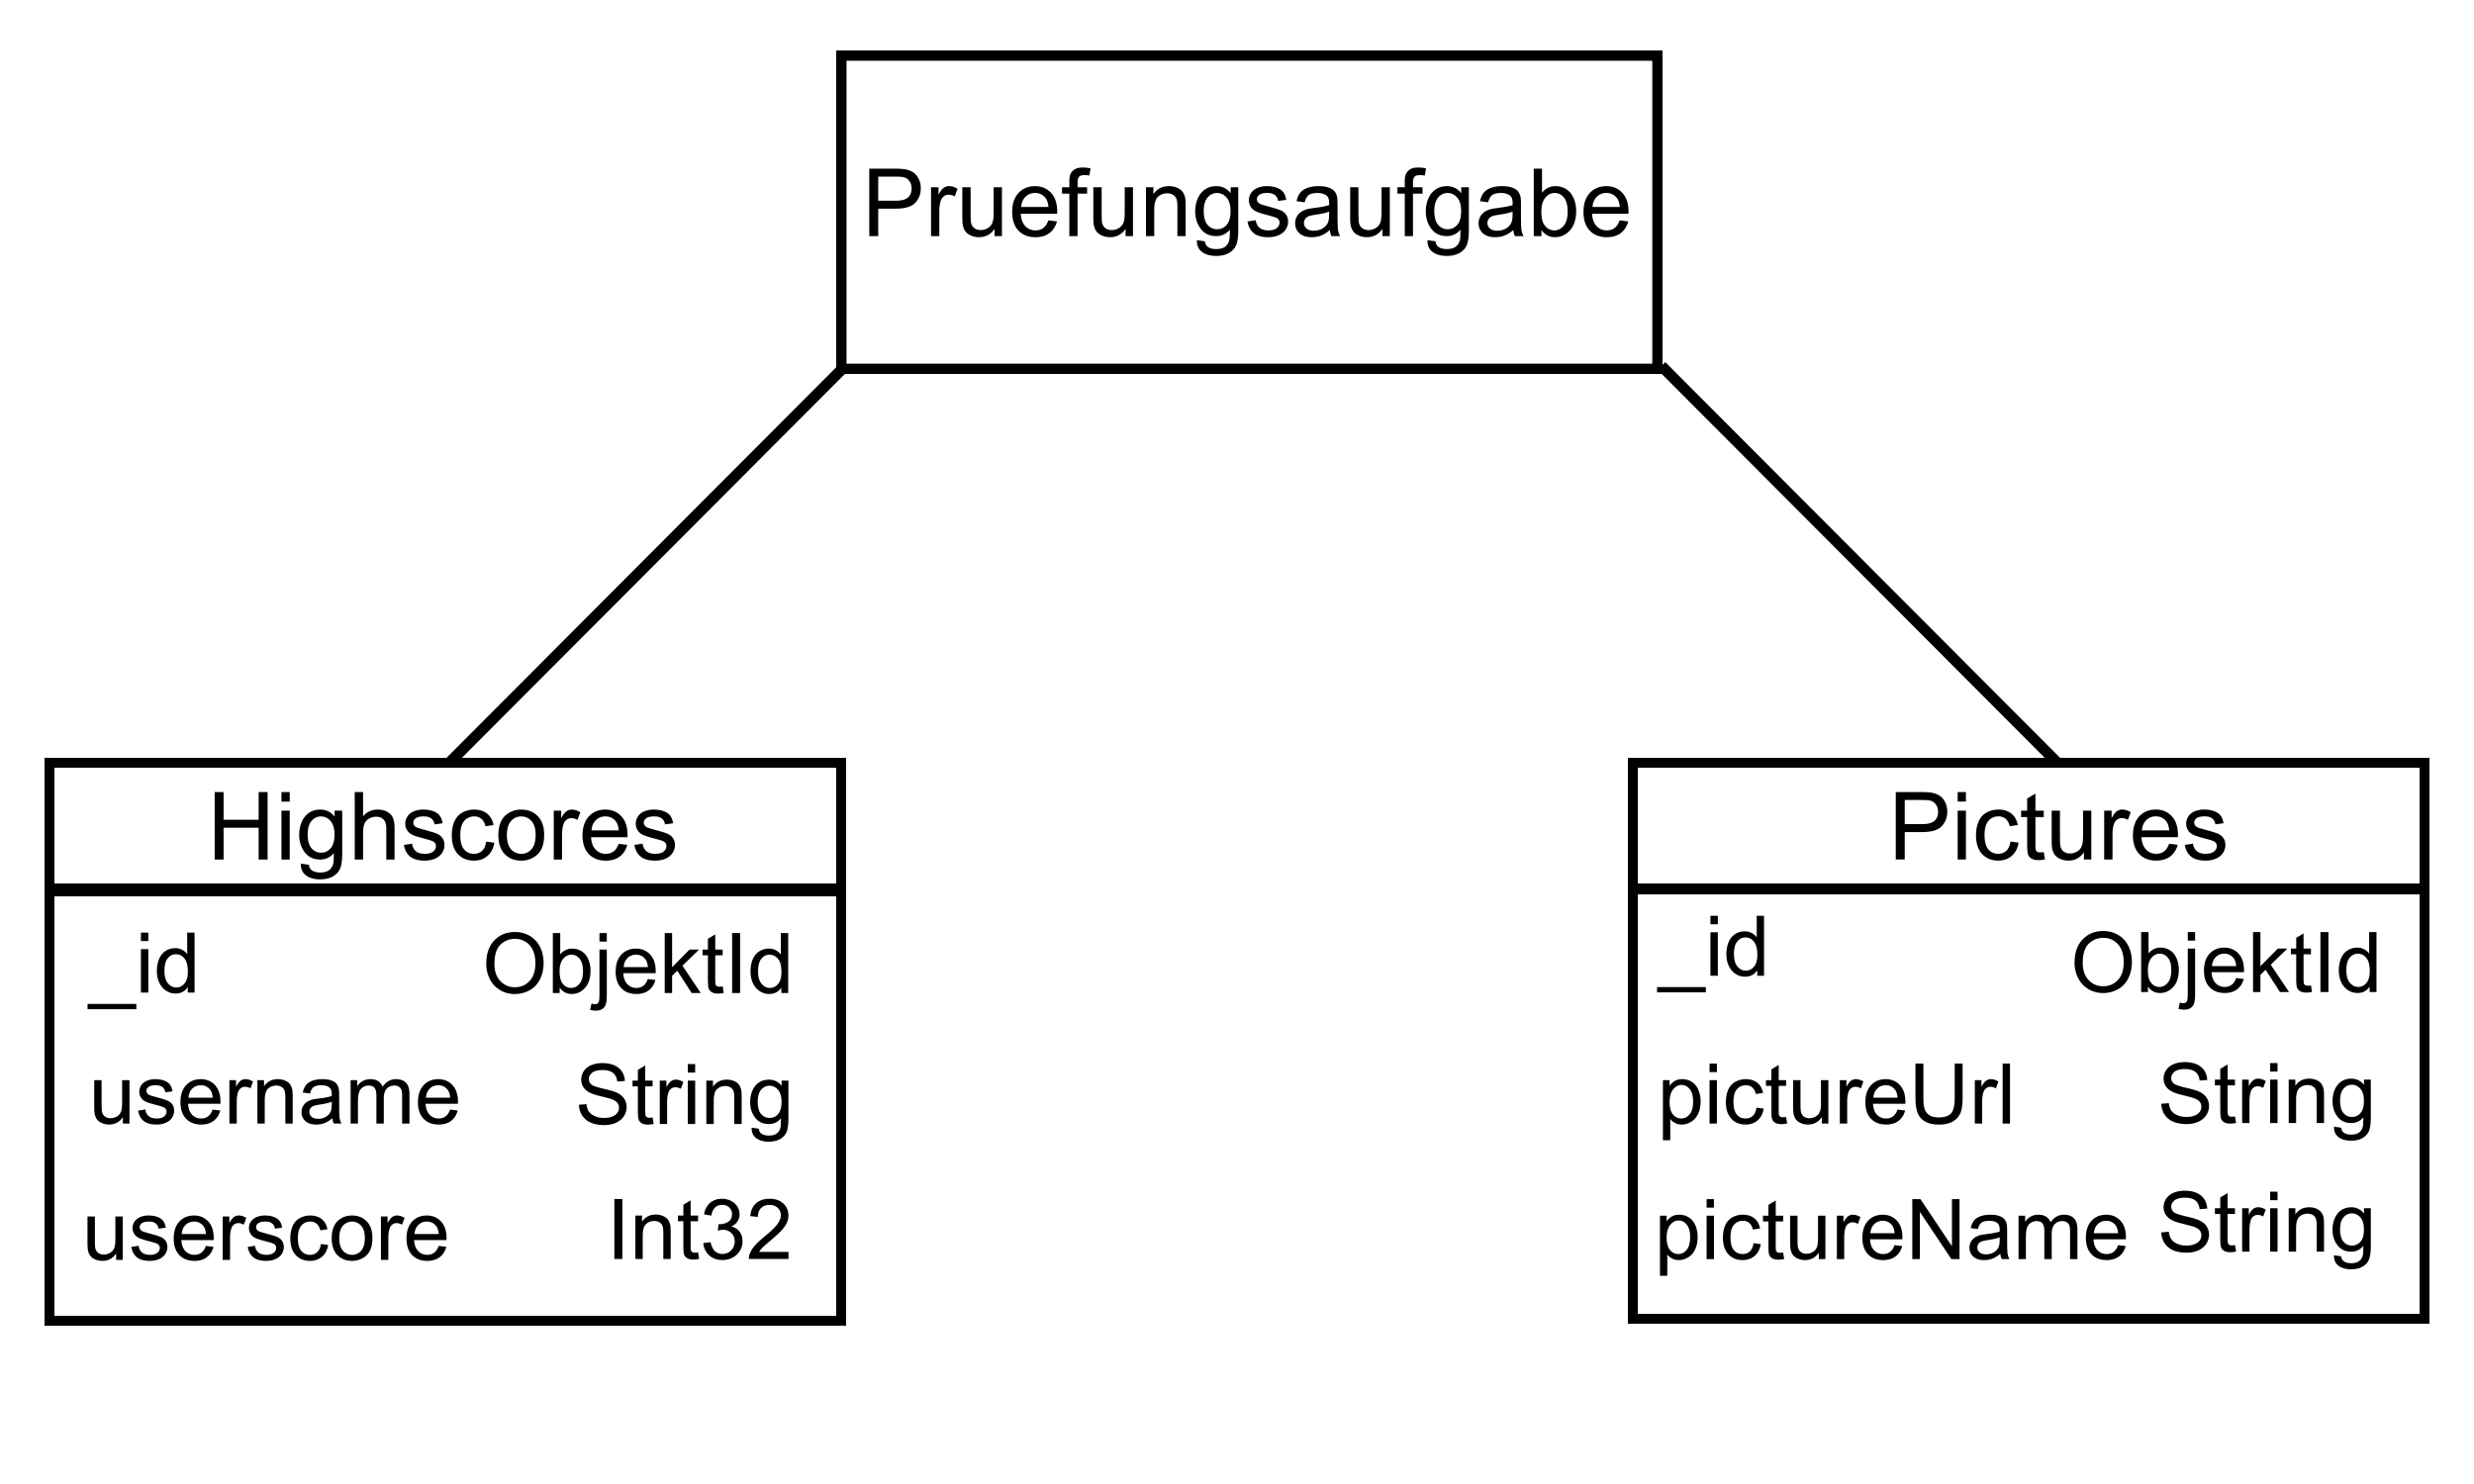 Pruefungsaufgabe
Highscores
_id ObjektId
username String
userscore Int32
Pictures
_id ObjektId
pictureUrl String
pictureName String